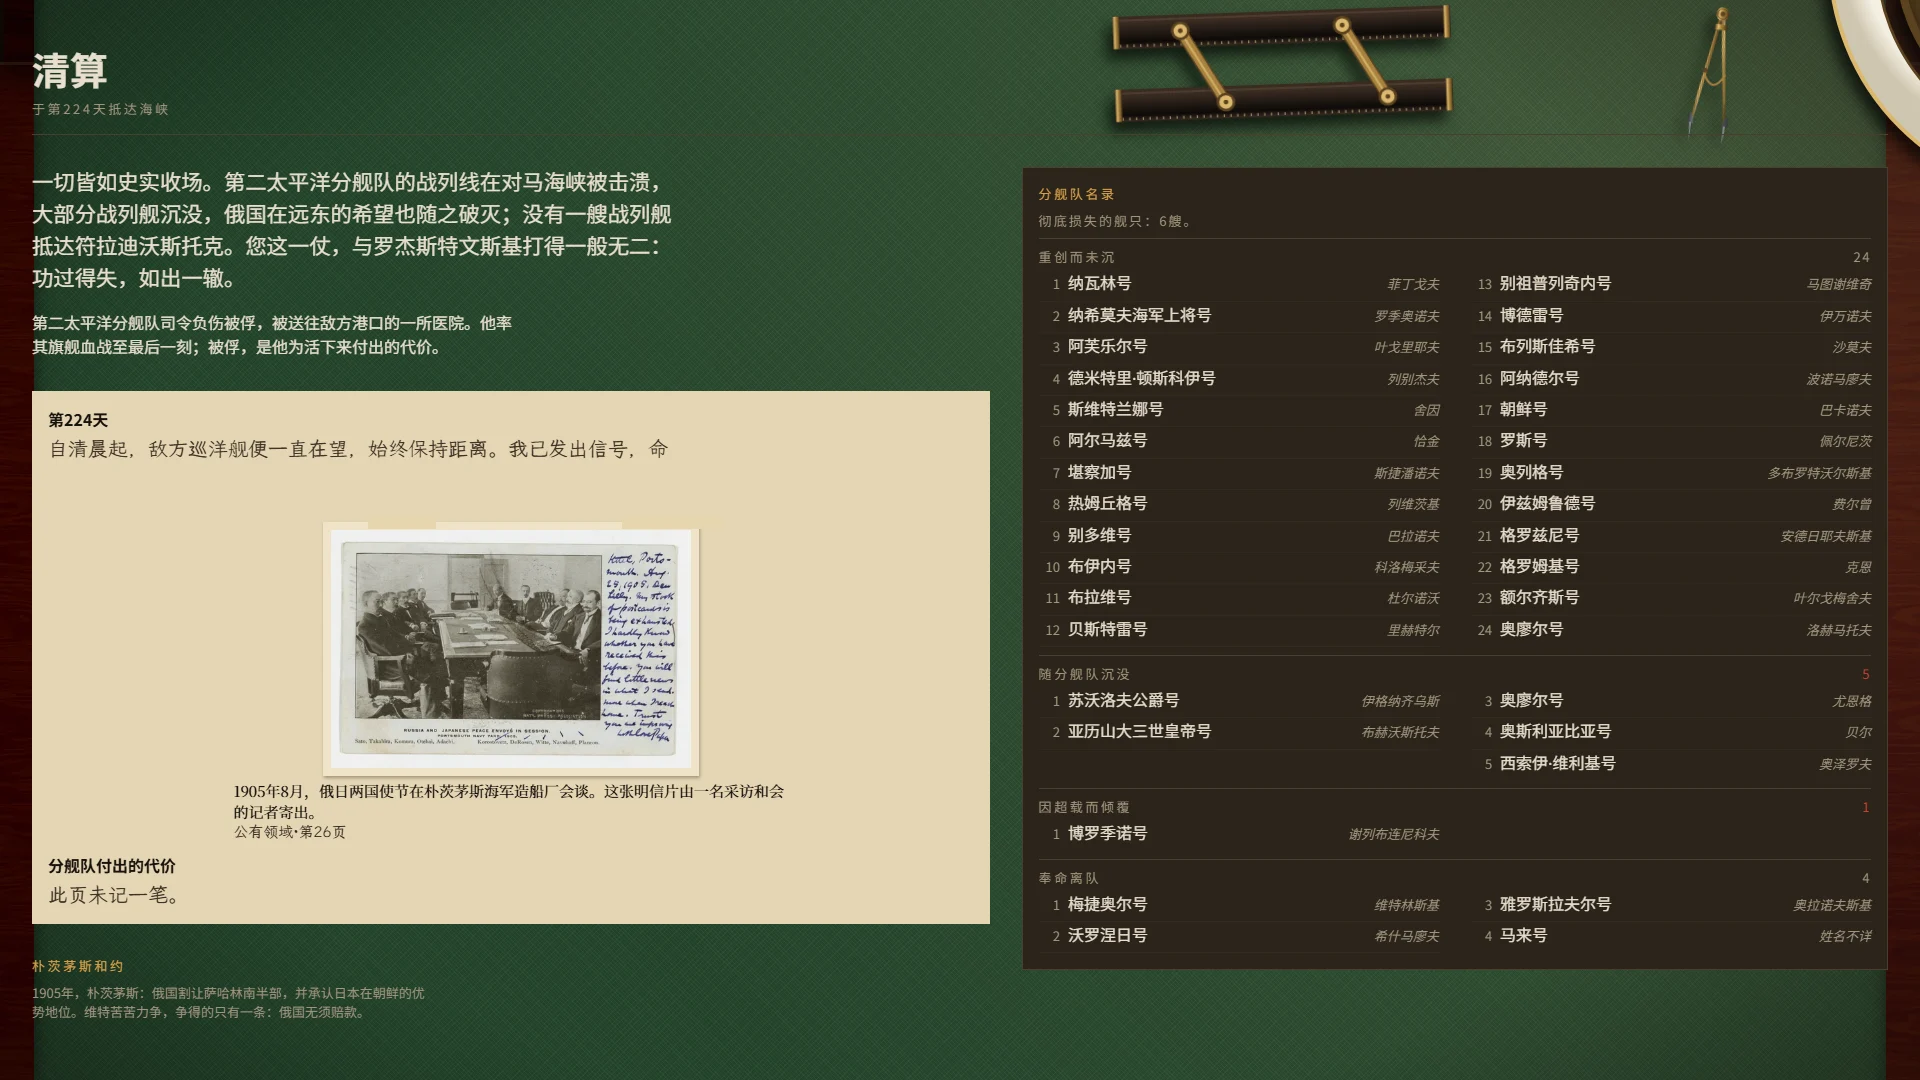 清算
于第224天抵达海峡
一切皆如史实收场。第二太平洋分舰队的战列线在对马海峡被击溃，
大部分战列舰沉没，俄国在远东的希望也随之破灭；没有一艘战列舰
抵达符拉迪沃斯托克。您这一仗，与罗杰斯特文斯基打得一般无二：
功过得失，如出一辙。
第二太平洋分舰队司令负伤被俘，被送往敌方港口的一所医院。他率
其旗舰血战至最后一刻；被俘，是他为活下来付出的代价。
第224天
自清晨起，敌方巡洋舰便一直在望，始终保持距离。我已发出信号，命
RUSSIA AND JAPANESE PEACE ENVOYS IN SESSION.
PORTSMOUTH NAVY YARD, 1905.
1905年8月，俄日两国使节在朴茨茅斯海军造船厂会谈。这张明信片由一名采访和会
的记者寄出。
公有领域•第26页
分舰队付出的代价
此页未记一笔。
朴茨茅斯和约
1905年，朴茨茅斯：俄国割让萨哈林南半部，并承认日本在朝鲜的优
势地位。维特苦苦力争，争得的只有一条：俄国无须赔款。
分舰队名录
彻底损失的舰只：6艘。
重创而未沉 24
1 纳瓦林号 菲丁戈夫
2 纳希莫夫海军上将号 罗季奥诺夫
3 阿芙乐尔号 叶戈里耶夫
4 德米特里·顿斯科伊号 列别杰夫
5 斯维特兰娜号 舍因
6 阿尔马兹号 恰金
7 堪察加号 斯捷潘诺夫
8 热姆丘格号 列维茨基
9 别多维号 巴拉诺夫
10 布伊内号 科洛梅采夫
11 布拉维号 杜尔诺沃
12 贝斯特雷号 里赫特尔
13 别祖普列奇内号 马图谢维奇
14 博德雷号 伊万诺夫
15 布列斯佳希号 沙莫夫
16 阿纳德尔号 波诺马廖夫
17 朝鲜号 巴卡诺夫
18 罗斯号 佩尔尼茨
19 奥列格号 多布罗特沃尔斯基
20 伊兹姆鲁德号 费尔曾
21 格罗兹尼号 安德日耶夫斯基
22 格罗姆基号 克恩
23 额尔齐斯号 叶尔戈梅舍夫
24 奥廖尔号 洛赫马托夫
随分舰队沉没 5
1 苏沃洛夫公爵号 伊格纳齐乌斯
2 亚历山大三世皇帝号 布赫沃斯托夫
3 奥廖尔号 尤恩格
4 奥斯利亚比亚号 贝尔
5 西索伊·维利基号 奥泽罗夫
因超载而倾覆 1
1 博罗季诺号 谢列布连尼科夫
奉命离队 4
1 梅捷奥尔号 维特林斯基
2 沃罗涅日号 希什马廖夫
3 雅罗斯拉夫尔号 奥拉诺夫斯基
4 马来号 姓名不详